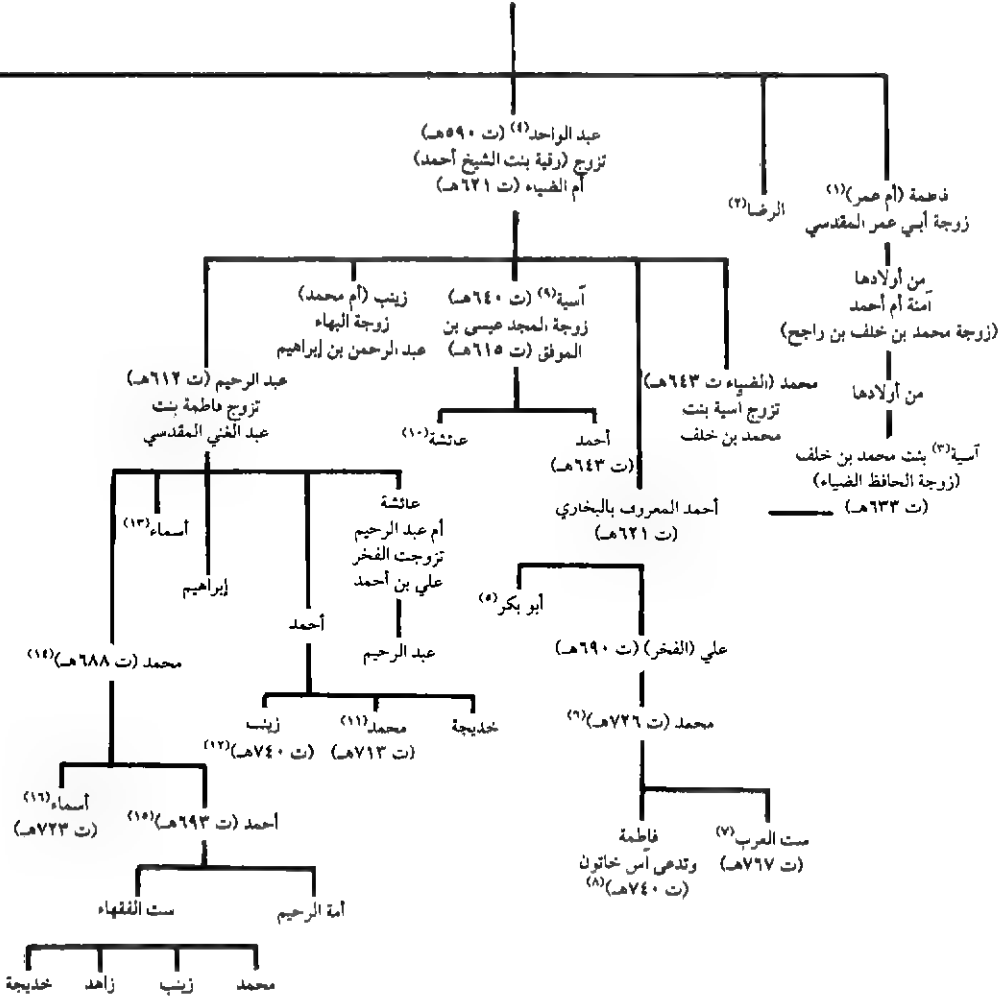 عبد الواحد(٤) (ت ٥٩٠هـ)
تزوج (رقية بنت الشيخ أحمد)
أم الضياء (ت ٦٢١هـ)
فاطمة (أم عمر)(١)
زوجة أبي عمر المقدسي
الرضا(٢)
من أولادها
آمنة أم أحمد
(زوجة محمد بن خلف بن راجح)
من أولادها
آسية(٣) بنت محمد بن خلف
(زوجة الحافظ الضياء)
(ت ٦٣٣هـ)
محمد (الضياء ت ٦٤٣هـ)
تزوج آسية بنت
محمد بن خلف
أحمد المعروف بالبخاري
(ت ٦٢١هـ)
آسية(٩) (ت ٦٤٠هـ)
زوجة المجد عيسى بن
الموفق (ت ٦١٥هـ)
زينب (أم محمد)
زوجة البهاء
عبد الرحمن بن إبراهيم
عبد الرحيم (ت ٦١٢هـ)
تزوج فاطمة بنت
عبد الغني المقدسي
أحمد
(ت ٦٤٣هـ)
عائشة(١٠)
أبو بكر(٥)
علي (الفخر) (ت ٦٩٠هـ)
محمد (ت ٧٢٦هـ)(٦)
ست العرب(٧)
(ت ٧٦٧هـ)
فاطمة
وتدعى آس خاتون
(ت ٧٤٠هـ)(٨)
عائشة
أم عبد الرحيم
تزوجت الفخر
علي بن أحمد
عبد الرحيم
أحمد
إبراهيم
أسماء(١٣)
محمد (ت ٦٨٨هـ)(١٤)
خديجة
محمد(١١)
(ت ٧١٣هـ)
زينب
(ت ٧٤٠هـ)(١٢)
أحمد (ت ٦٩٣هـ)(١٥)
أسماء(١٦)
(ت ٧٢٣هـ)
أمة الرحيم
ست الفقهاء
محمد
زينب
زاهد
خديجة